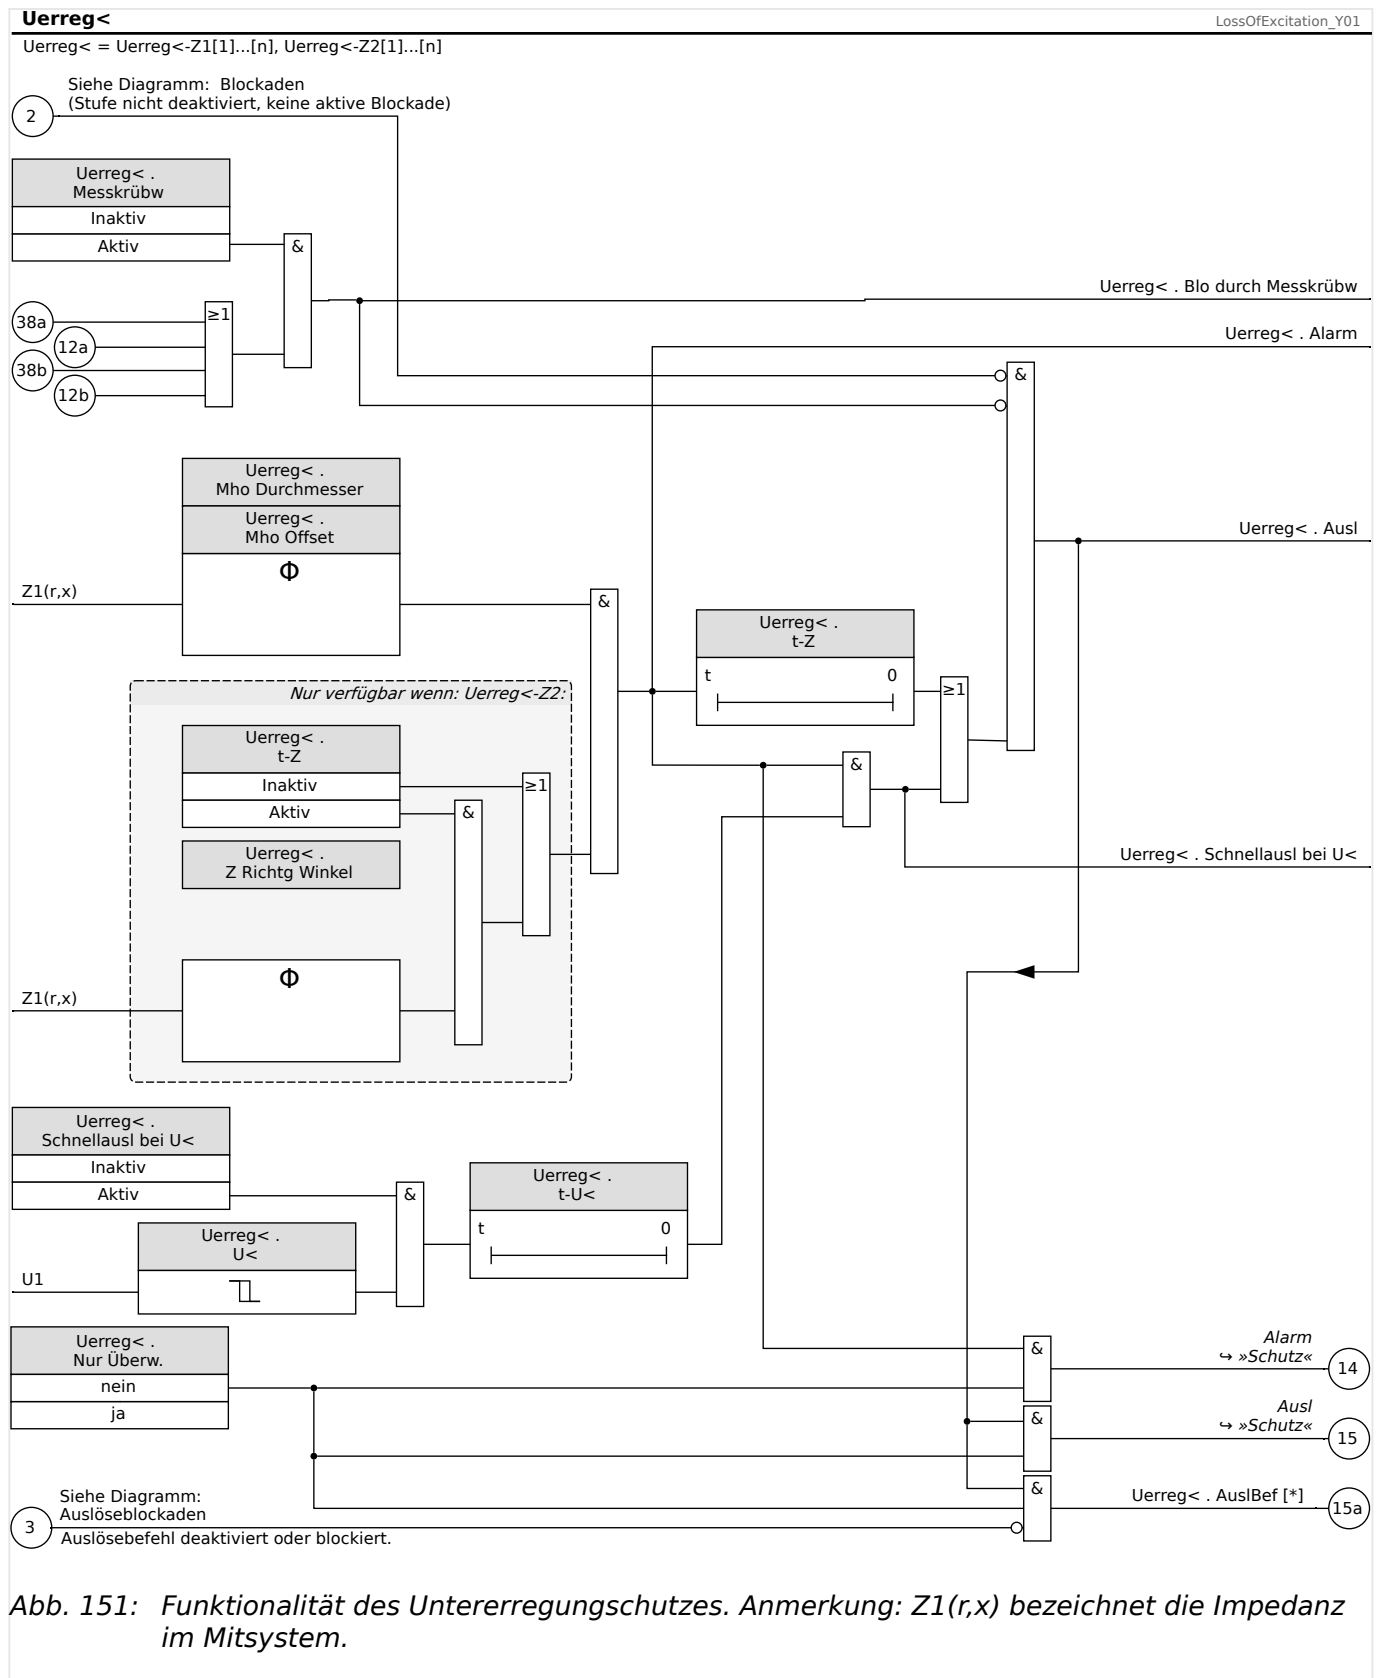 Uerreg<
LossOfExcitation_Y01
Uerreg< = Uerreg<-Z1[1]...[n], Uerreg<-Z2[1]...[n]
Siehe Diagramm: Blockaden
(Stufe nicht deaktiviert, keine aktive Blockade)
2
Uerreg< .
Messkrübw
Inaktiv
Aktiv
&
Uerreg< . Blo durch Messkrübw
38a
≥1
12a
38b
12b
Uerreg< . Alarm
&
Uerreg< .
Mho Durchmesser
Uerreg< .
Mho Offset
Φ
Z1(r,x)
&
Uerreg< . Ausl
Uerreg< .
t-Z
t 0
≥1
Nur verfügbar wenn: Uerreg<-Z2:
Uerreg< .
t-Z
Inaktiv
Aktiv
≥1
&
&
Uerreg< .
Z Richtg Winkel
Uerreg< . Schnellausl bei U<
Φ
Z1(r,x)
Uerreg< .
Schnellausl bei U<
Inaktiv
Aktiv
&
Uerreg< .
t-U<
t 0
Uerreg< .
U<
U1
Uerreg< .
Nur Überw.
nein
ja
&
Alarm
↪ »Schutz«
14
&
Ausl
↪ »Schutz«
15
&
Uerreg< . AuslBef [*]
15a
Siehe Diagramm:
Auslöseblockaden
3
Auslösebefehl deaktiviert oder blockiert.
Abb. 151: Funktionalität des Untererregungschutzes. Anmerkung: Z1(r,x) bezeichnet die Impedanz
im Mitsystem.